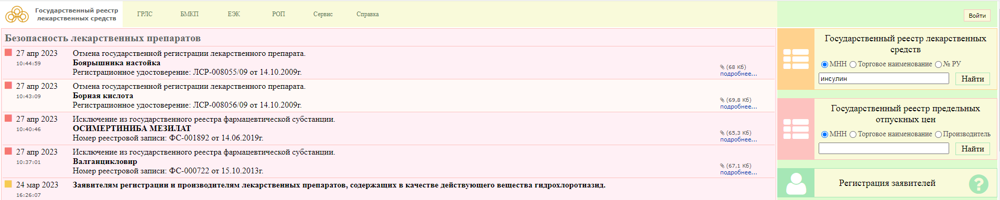 Государственный реестр
лекарственных средств
ГРЛС БМКП ЕЭК РОП Сервис Справка
Войти
Безопасность лекарственных препаратов
27 апр 2023
10:44:59
Отмена государственной регистрации лекарственного препарата.
Боярышника настойка
Регистрационное удостоверение: ЛСР-008055/09 от 14.10.2009г.
(68 Кб)
подробнее...
27 апр 2023
10:43:09
Отмена государственной регистрации лекарственного препарата.
Борная кислота
Регистрационное удостоверение: ЛСР-008056/09 от 14.10.2009г.
(69,8 Кб)
подробнее...
27 апр 2023
10:40:46
Исключение из государственного реестра фармацевтической субстанции.
ОСИМЕРТИНИБА МЕЗИЛАТ
Номер реестровой записи: ФС-001892 от 14.06.2019г.
(65,3 Кб)
подробнее...
27 апр 2023
10:37:01
Исключение из государственного реестра фармацевтической субстанции.
Валганцикловир
Номер реестровой записи: ФС-000722 от 15.10.2013г.
(67,1 Кб)
подробнее...
24 мар 2023
16:26:07
Заявителям регистрации и производителям лекарственных препаратов, содержащих в качестве действующего вещества гидрохлоротиазид.
Государственный реестр лекарственных
средств
МНН Торговое наименование № РУ
инсулин Найти
Государственный реестр предельных
отпускных цен
МНН Торговое наименование Производитель
Найти
Регистрация заявителей ?